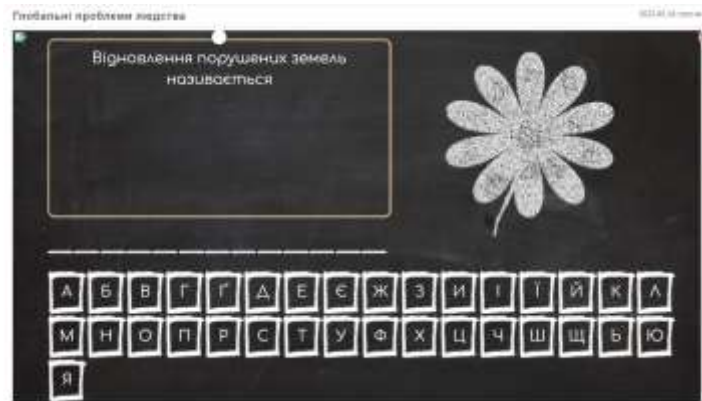 Глобальні проблеми людства
Відновлення порушених земель
називається
А Б В Г Ґ Д Е Є Ж З И І Ї Й К Л
М Н О П Р С Т У Ф Х Ц Ч Ш Щ Ь Ю
Я